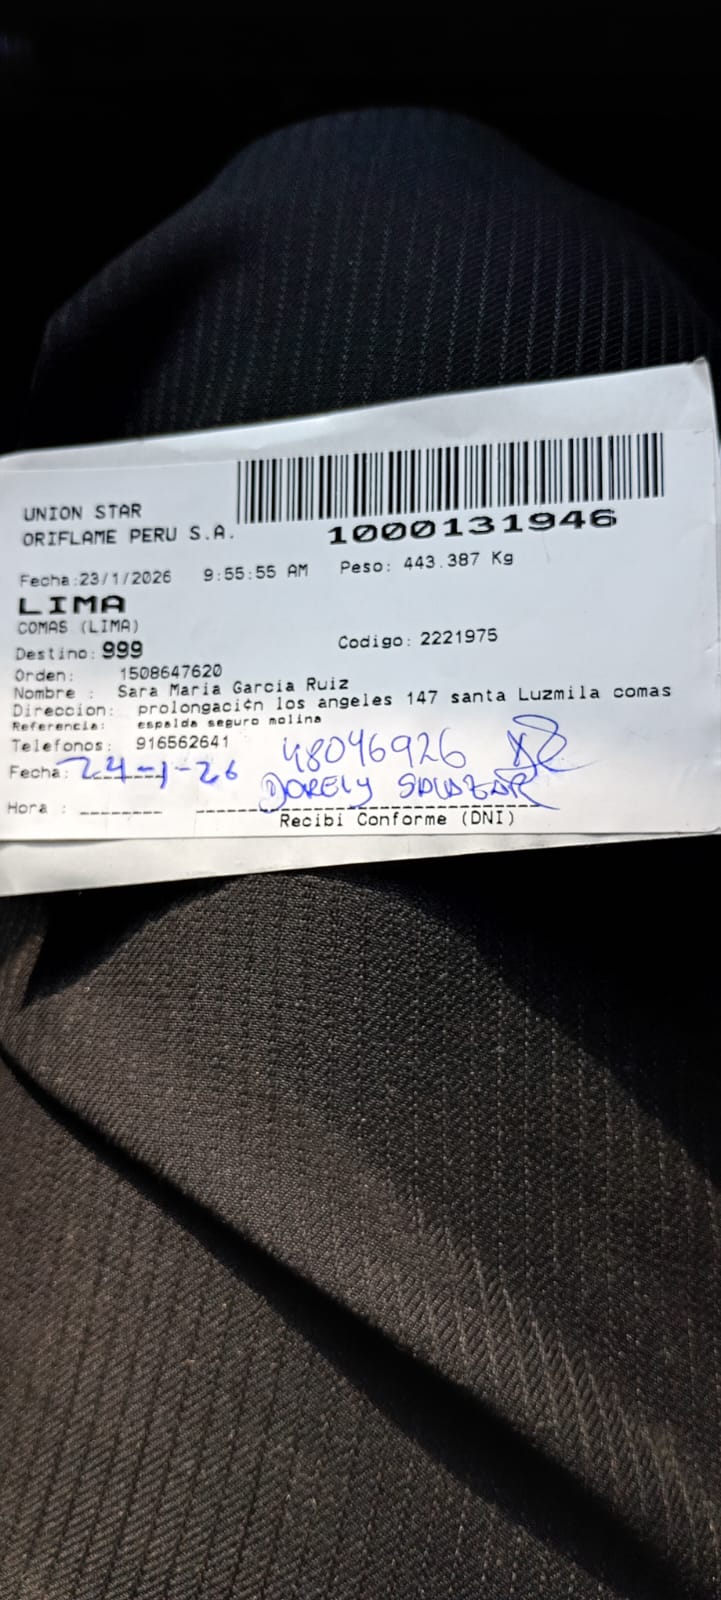 UNION STAR
ORIFLAME PERU S.A.
1000131946
Fecha:23/1/2026 9:55:55 AM Peso: 443.387 Kg
LIMA
COMAS (LIMA)
Destino: 999 Codigo: 2221975
Orden: 1508647620
Nombre : Sara Maria Garcia Ruiz
Direccion: prolongaci¢n los angeles 147 santa Luzmila comas
Referencia: espalda seguro molina
Telefonos: 916562641 48046926
Fecha: 24-1-26 DORELY SALAZAR
Hora :
Recibi Conforme (DNI)